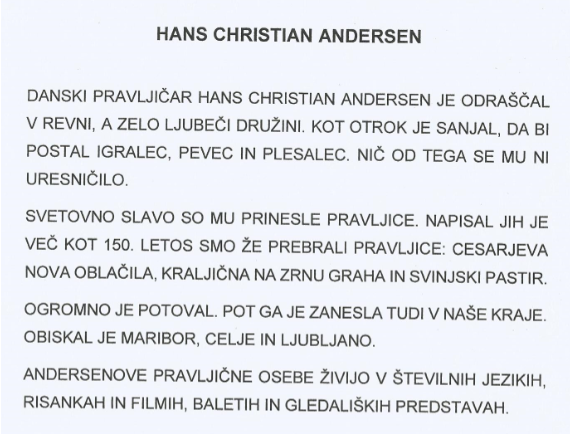 HANS CHRISTIAN ANDERSEN
DANSKI PRAVLJIČAR HANS CHRISTIAN ANDERSEN JE ODRAŠČAL
V REVNI, A ZELO LJUBEČI DRUŽINI. KOT OTROK JE SANJAL, DA BI
POSTAL IGRALEC, PEVEC IN PLESALEC. NIČ OD TEGA SE MU NI
URESNIČILO.
SVETOVNO SLAVO SO MU PRINESLE PRAVLJICE. NAPISAL JIH JE
VEČ KOT 150. LETOS SMO ŽE PREBRALI PRAVLJICE: CESARJEVA
NOVA OBLAČILA, KRALJIČNA NA ZRNU GRAHA IN SVINJSKI PASTIR.
OGROMNO JE POTOVAL. POT GA JE ZANESLA TUDI V NAŠE KRAJE.
OBISKAL JE MARIBOR, CELJE IN LJUBLJANO.
ANDERSENOVE PRAVLJIČNE OSEBE ŽIVIJO V ŠTEVILNIH JEZIKIH,
RISANKAH IN FILMIH, BALETIH IN GLEDALIŠKIH PREDSTAVAH.